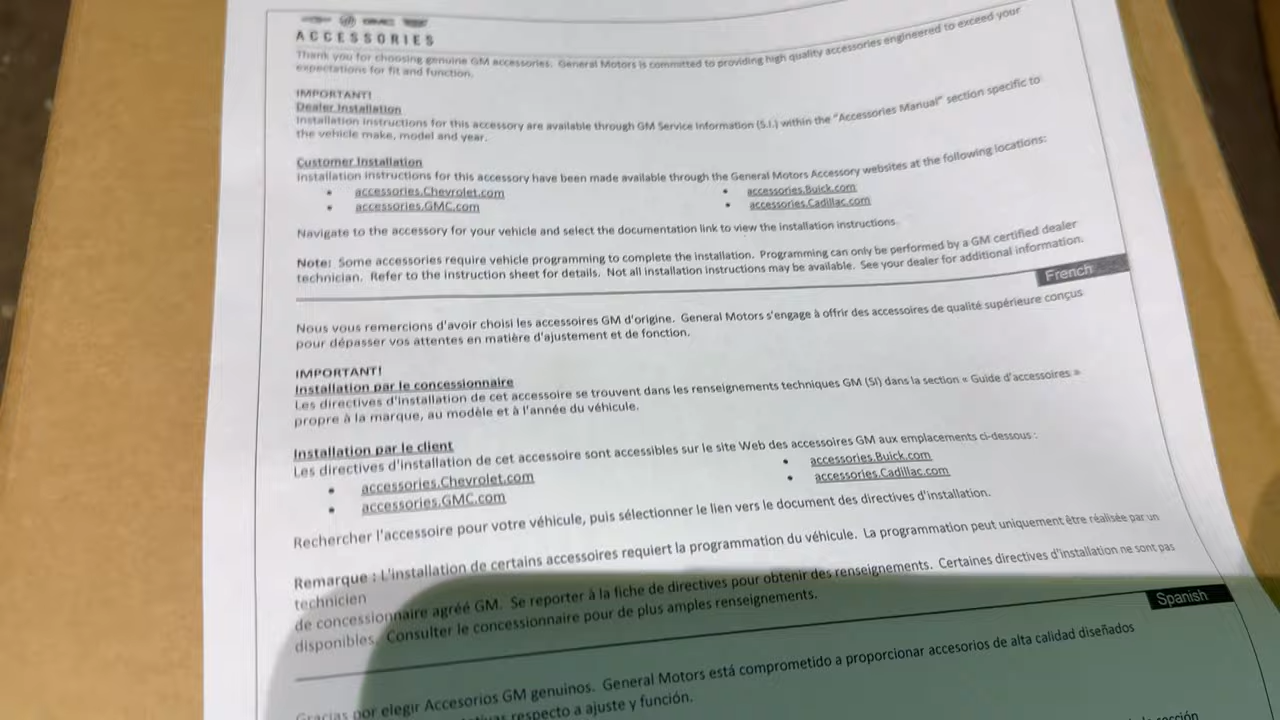 GMC
ACCESSORIES
Thank you for choosing genuine GM accessories. General Motors is committed to providing high quality accessories engineered to exceed your
expectations for fit and function.
IMPORTANT!
Dealer Installation
Installation instructions for this accessory are available through GM Service Information (S.I.) within the "Accessories Manual" section specific to
the vehicle make, model and year.
Customer Installation
Installation instructions for this accessory have been made available through the General Motors Accessory websites at the following locations:
• accessories.Chevrolet.com • accessories.Buick.com
• accessories.GMC.com • accessories.Cadillac.com
Navigate to the accessory for your vehicle and select the documentation link to view the installation instructions
Note: Some accessories require vehicle programming to complete the installation. Programming can only be performed by a GM certified dealer
technician. Refer to the instruction sheet for details. Not all installation instructions may be available. See your dealer for additional information.
French
Nous vous remercions d'avoir choisi les accessoires GM d'origine. General Motors s'engage à offrir des accessoires de qualité supérieure conçus
pour dépasser vos attentes en matière d'ajustement et de fonction.
IMPORTANT!
Installation par le concessionnaire
Les directives d'installation de cet accessoire se trouvent dans les renseignements techniques GM (SI) dans la section « Guide d'accessoires »
propre à la marque, au modèle et à l'année du véhicule.
Installation par le client
Les directives d'installation de cet accessoire sont accessibles sur le site Web des accessoires GM aux emplacements ci-dessous :
• accessories.Chevrolet.com • accessories.Buick.com
• accessories.GMC.com • accessories.Cadillac.com
Rechercher l'accessoire pour votre véhicule, puis sélectionner le lien vers le document des directives d'installation.
Remarque : L'installation de certains accessoires requiert la programmation du véhicule. La programmation peut uniquement être réalisée par un
technicien
de concessionnaire agréé GM. Se reporter à la fiche de directives pour obtenir des renseignements. Certaines directives d'installation ne sont pas
disponibles. Consulter le concessionnaire pour de plus amples renseignements.
Spanish
Gracias por elegir Accesorios GM genuinos. General Motors está comprometido a proporcionar accesorios de alta calidad diseñados
respecto a ajuste y función.
sección